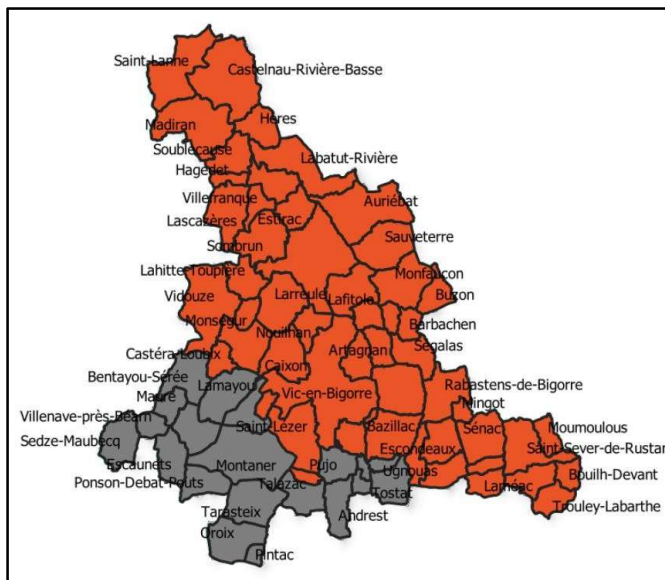 Saint-Lanne
Castelnau-Rivière-Basse
Héres
Madiran
Soublecause
Labatut-Rivière
Hagedet
Villefranque
Auriébat
Lascazères
Estirac
Sauveterre
Sombrun
Lahitte-Toupière
Monfaucon
Vidouze
Larreule
Lafitole
Buzon
Monségur
Nouilhan
Barbachen
Castéra-Loubix
Caixon
Artagnan
Ségalas
Bentayou-Sérée
Lamayou
Maure
Vic-en-Bigorre
Rabastens-de-Bigorre
Mingot
Villenave-près-Béarn
Saint-Lézer
Bazillac
Sénac
Moumoulous
Sedze-Maubecq
Escondeaux
Saint-Sever-de-Rustan
Escaunets
Montaner
Pujo
Ugnouas
Bouilh-Devant
Ponson-Debat-Pouts
Talazac
Tostat
Laméac
Trouley-Labarthe
Tarasteix
Andrest
Oroix
Pintac